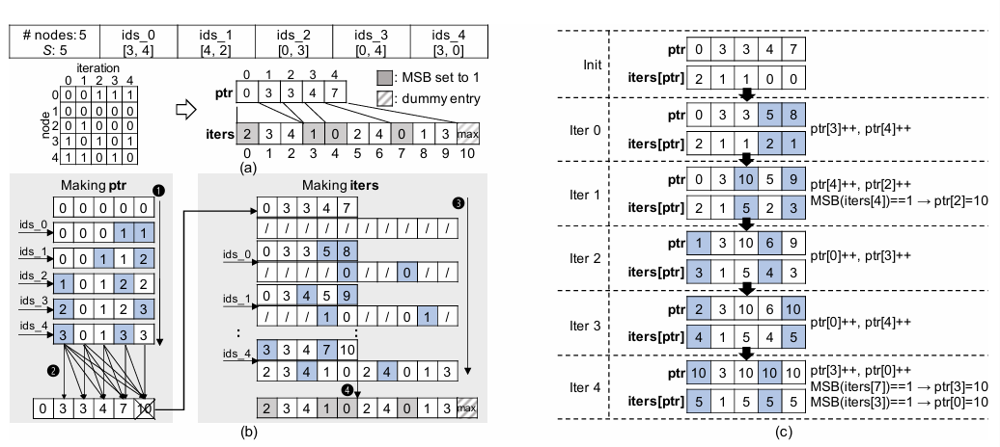 # nodes: 5
S: 5
ids_0
[3, 4]
ids_1
[4, 2]
ids_2
[0, 3]
ids_3
[0, 4]
ids_4
[3, 0]
iteration
0 1 2 3 4
node
0 0 0 1 1 1
1 0 0 0 0 0
2 0 1 0 0 0
3 1 0 1 0 1
4 1 1 0 1 0
0 1 2 3 4
ptr 0 3 3 4 7
: MSB set to 1
: dummy entry
iters 2 3 4 1 0 2 4 0 1 3 max
0 1 2 3 4 5 6 7 8 9 10
(a)
Making ptr
1
0 0 0 0 0
ids_0
0 0 0 1 1
ids_1
0 0 1 1 2
ids_2
1 0 1 2 2
ids_3
2 0 1 2 3
ids_4
3 0 1 3 3
2
0 3 3 4 7 10
Making iters
3
0 3 3 4 7
/ / / / / / / / / /
0 3 3 5 8
ids_0
/ / / / 0 / / 0 / /
0 3 4 5 9
ids_1
/ / / 1 0 / / 0 1 /
: :
3 3 4 7 10
ids_4
2 3 4 1 0 2 4 0 1 3
4
2 3 4 1 0 2 4 0 1 3 max
(b)
Init
ptr 0 3 3 4 7
iters[ptr] 2 1 1 0 0
Iter 0
ptr 0 3 3 5 8
iters[ptr] 2 1 1 2 1
ptr[3]++, ptr[4]++
Iter 1
ptr 0 3 10 5 9
iters[ptr] 2 1 5 2 3
ptr[4]++, ptr[2]++
MSB(iters[4])==1 → ptr[2]=10
Iter 2
ptr 1 3 10 6 9
iters[ptr] 3 1 5 4 3
ptr[0]++, ptr[3]++
Iter 3
ptr 2 3 10 6 10
iters[ptr] 4 1 5 4 5
ptr[0]++, ptr[4]++
Iter 4
ptr 10 3 10 10 10
iters[ptr] 5 1 5 5 5
ptr[3]++, ptr[0]++
MSB(iters[7])==1 → ptr[3]=10
MSB(iters[3])==1 → ptr[0]=10
(c)